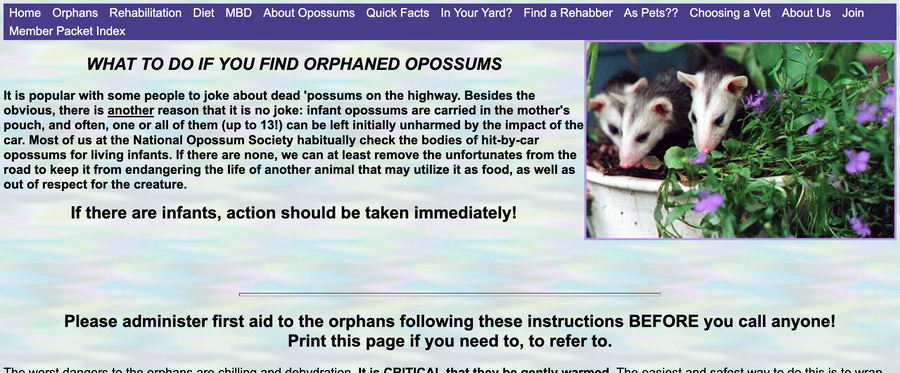 Home Orphans Rehabilitation Diet MBD About Opossums Quick Facts In Your Yard? Find a Rehabber As Pets?? Choosing a Vet About Us Join
Member Packet Index
WHAT TO DO IF YOU FIND ORPHANED OPOSSUMS
It is popular with some people to joke about dead 'possums on the highway. Besides the
obvious, there is another reason that it is no joke: infant opossums are carried in the mother's
pouch, and often, one or all of them (up to 13!) can be left initially unharmed by the impact of the
car. Most of us at the National Opossum Society habitually check the bodies of hit-by-car
opossums for living infants. If there are none, we can at least remove the unfortunates from the
road to keep it from endangering the life of another animal that may utilize it as food, as well as
out of respect for the creature.
If there are infants, action should be taken immediately!
Please administer first aid to the orphans following these instructions BEFORE you call anyone!
Print this page if you need to, to refer to.
The worst dangers to the orphans are chilling and dehydration. It is CRITICAL that they be gently warmed. The easiest and safest way to do this is to wrap